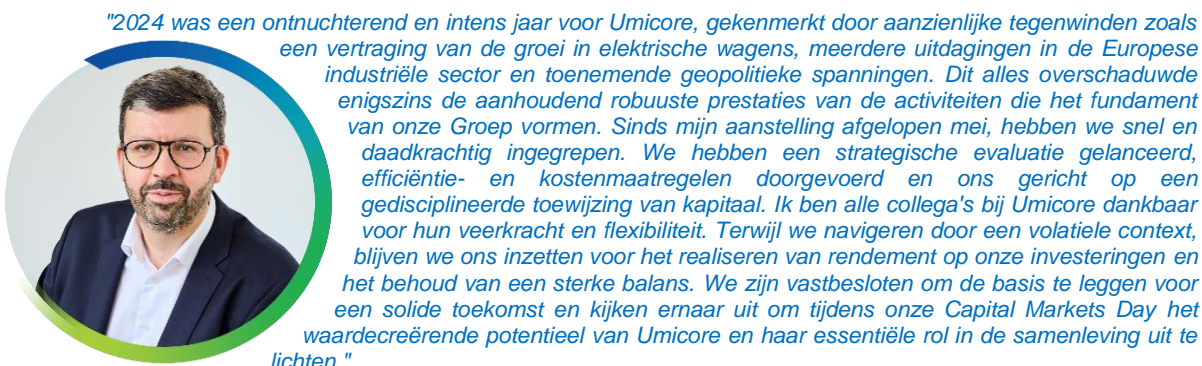 "2024 was een ontnuchterend en intens jaar voor Umicore, gekenmerkt door aanzienlijke tegenwinden zoals
een vertraging van de groei in elektrische wagens, meerdere uitdagingen in de Europese
industriële sector en toenemende geopolitieke spanningen. Dit alles overschaduwde
enigszins de aanhoudend robuuste prestaties van de activiteiten die het fundament
van onze Groep vormen. Sinds mijn aanstelling afgelopen mei, hebben we snel en
daadkrachtig ingegrepen. We hebben een strategische evaluatie gelanceerd,
efficiëntie- en kostenmaatregelen doorgevoerd en ons gericht op een
gedisciplineerde toewijzing van kapitaal. Ik ben alle collega's bij Umicore dankbaar
voor hun veerkracht en flexibiliteit. Terwijl we navigeren door een volatiele context,
blijven we ons inzetten voor het realiseren van rendement op onze investeringen en
het behoud van een sterke balans. We zijn vastbesloten om de basis te leggen voor
een solide toekomst en kijken ernaar uit om tijdens onze Capital Markets Day het
waardecreërende potentieel van Umicore en haar essentiële rol in de samenleving uit te
lichten."